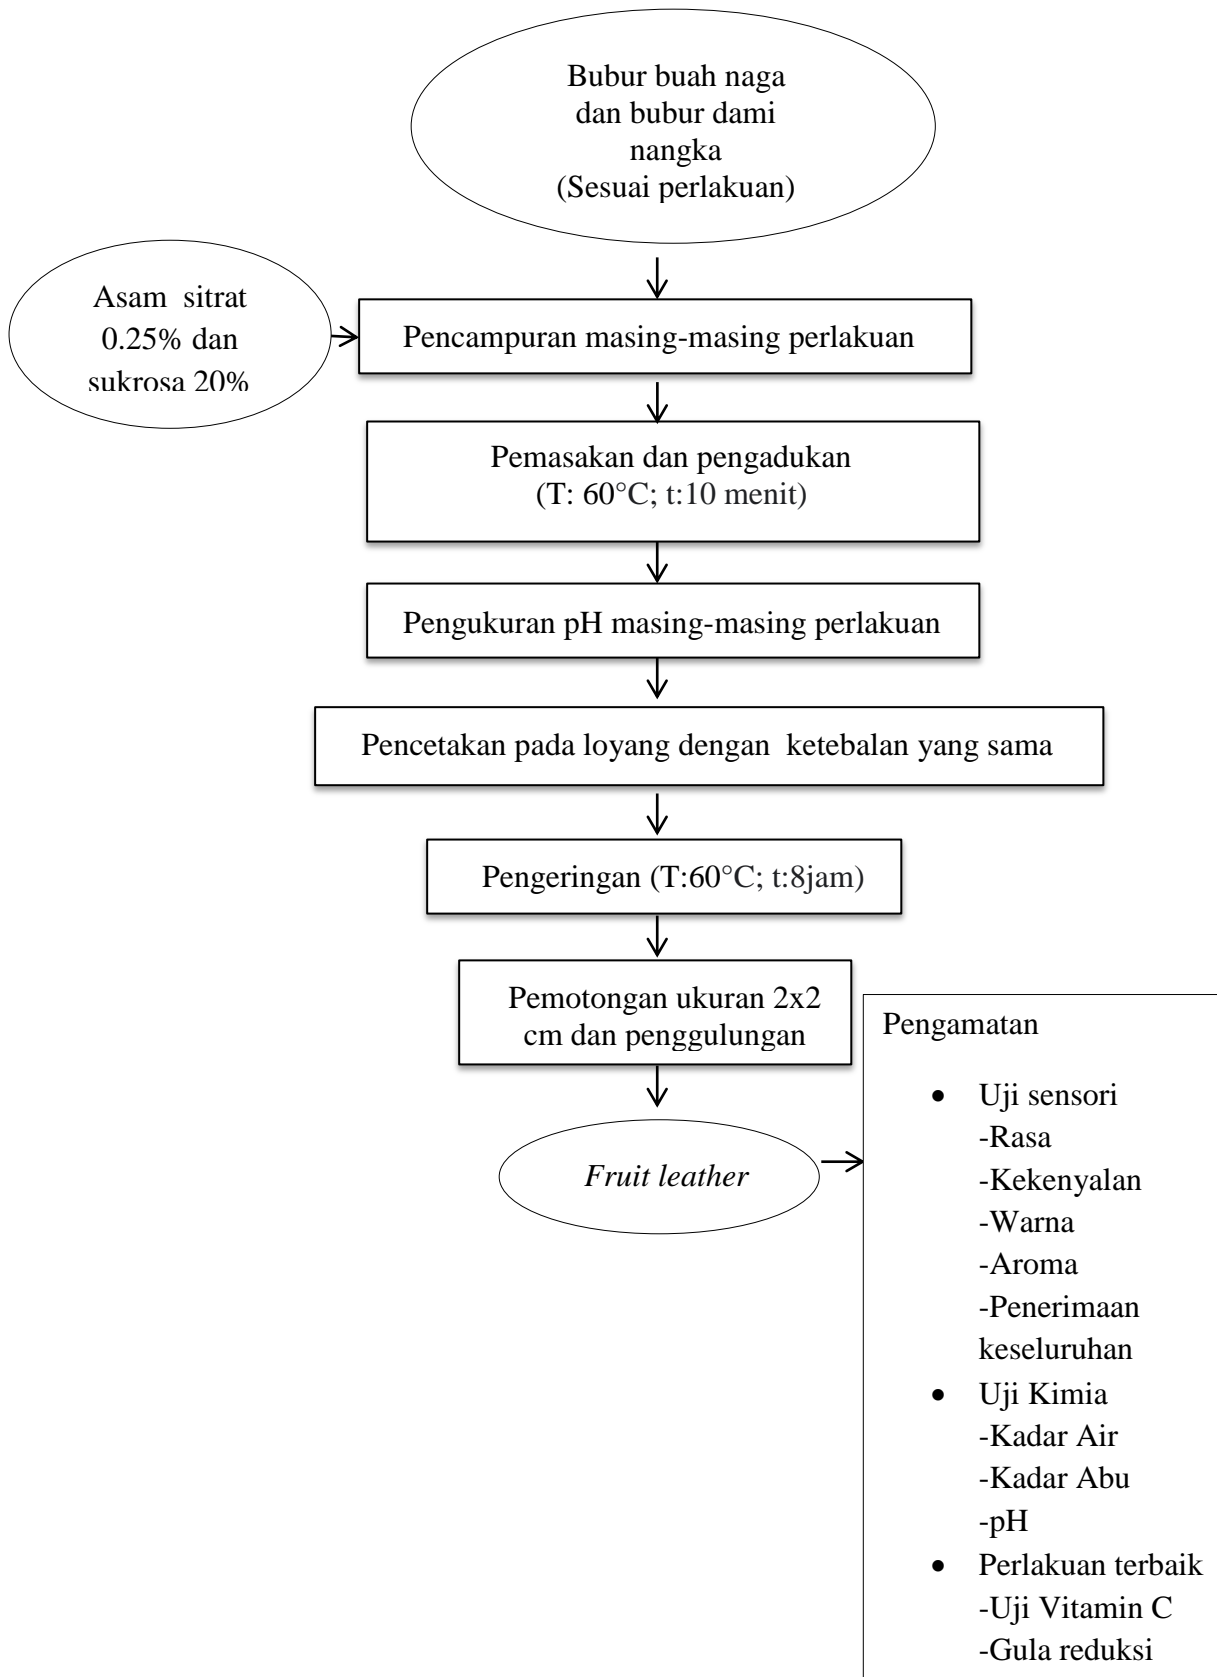 Bubur buah naga
dan bubur dami
nangka
(Sesuai perlakuan)
Asam  sitrat
0.25% dan
sukrosa 20%
Pencampuran masing-masing perlakuan
Pemasakan dan pengadukan
(T: 60°C; t:10 menit)
Pengukuran pH masing-masing perlakuan
Pencetakan pada loyang dengan  ketebalan yang sama
Pengeringan (T:60°C; t:8jam)
Pemotongan ukuran 2x2
cm dan penggulungan
Fruit leather
Pengamatan
• Uji sensori
-Rasa
-Kekenyalan
-Warna
-Aroma
-Penerimaan
keseluruhan
• Uji Kimia
-Kadar Air
-Kadar Abu
-pH
• Perlakuan terbaik
-Uji Vitamin C
-Gula reduksi